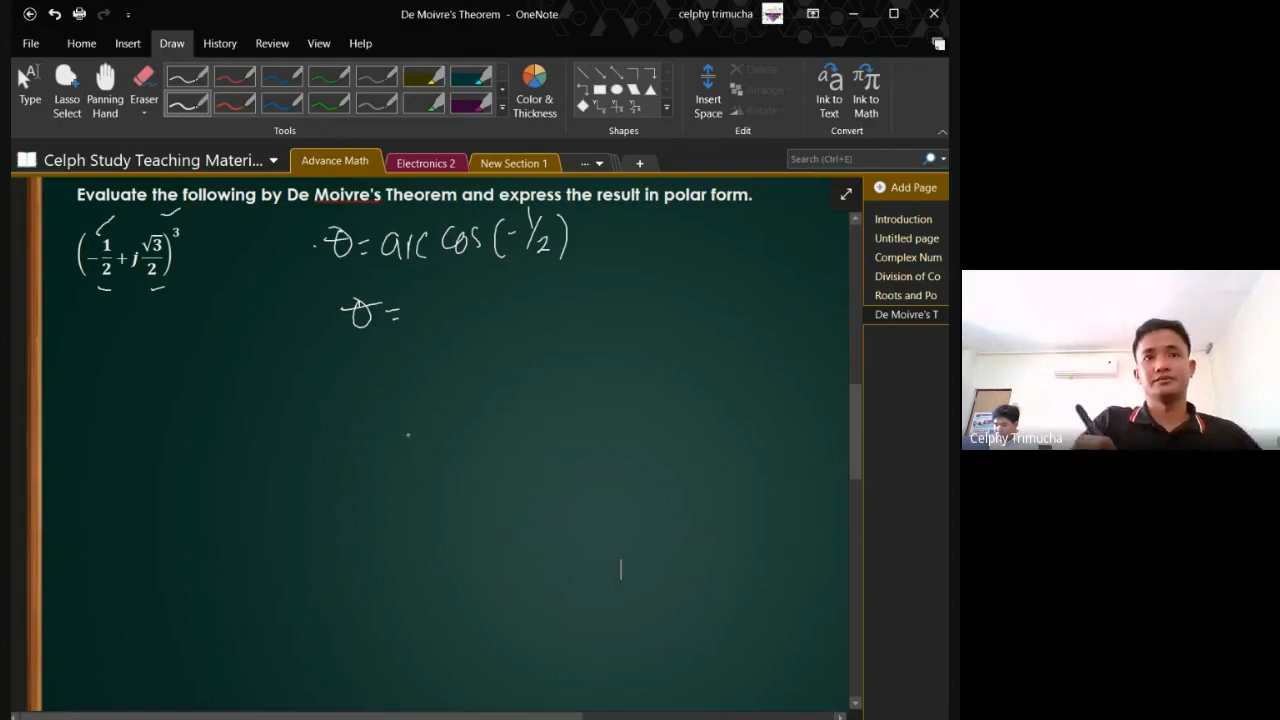 De Moivre's Theorem - OneNote
celphy trimucha
File Home Insert Draw History Review View Help
Type
Lasso Select
Panning Hand
Eraser
Color & Thickness
Insert Space
Delete
Arrange
Rotate
Ink to Text
Ink to Math
Tools
Shapes
Edit
Convert
Celph Study Teaching Materi...
Advance Math
Electronics 2
New Section 1
...
+
Search (Ctrl+E)
Add Page
Evaluate the following by De Moivre's Theorem and express the result in polar form.
(-1/2 + j √3/2)³
θ = arc cos (-1/2)
θ =
Introduction
Untitled page
Complex Num
Division of Co
Roots and Po
De Moivre's T
Celphy Trimucha